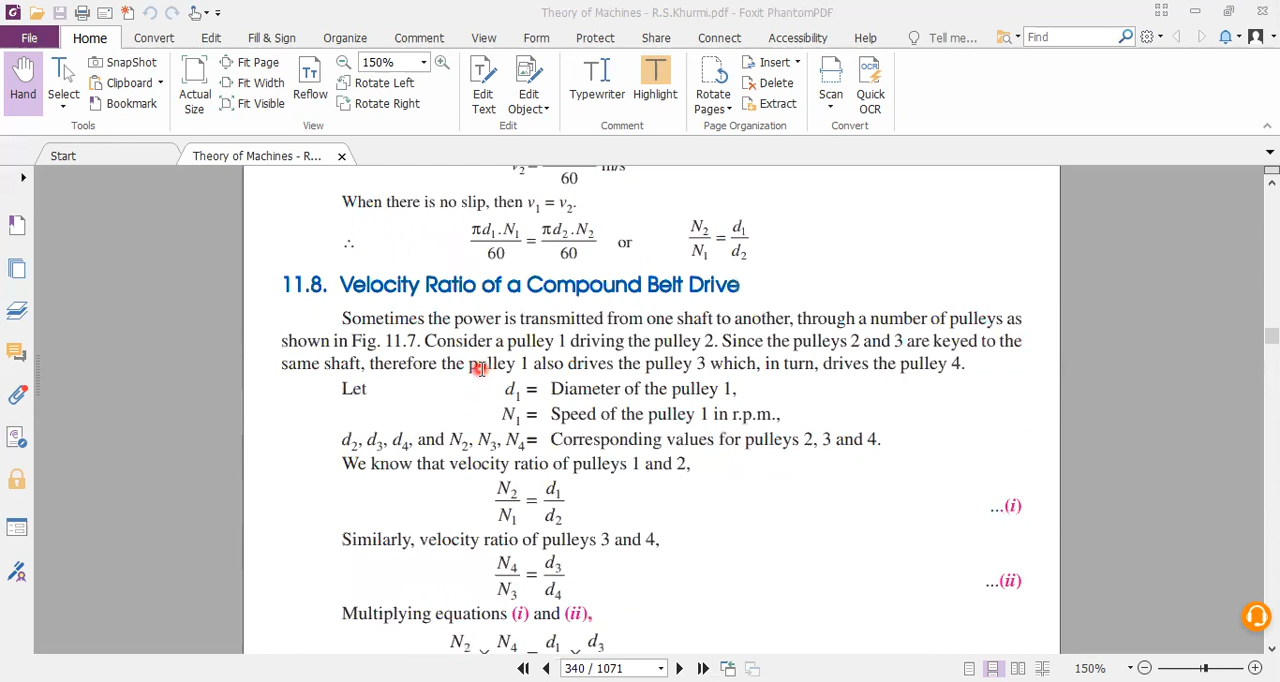 Theory of Machines - R.S.Khurmi.pdf - Foxit PhantomPDF
File Home Convert Edit Fill & Sign Organize Comment View Form Protect Share Connect Accessibility Help Tell me... Find
Hand
Select
SnapShot
Clipboard
Bookmark
Tools
Actual Size
Fit Page
Fit Width
Fit Visible
Reflow
150%
Rotate Left
Rotate Right
View
Edit Text
Edit Object
Edit
Typewriter
Highlight
Comment
Rotate Pages
Insert
Delete
Extract
Page Organization
Scan
Quick OCR
Convert
Start
Theory of Machines - R...
60
When there is no slip, then v₁ = v₂.
∴ πd₁.N₁/60 = πd₂.N₂/60 or N₂/N₁ = d₁/d₂
11.8. Velocity Ratio of a Compound Belt Drive
Sometimes the power is transmitted from one shaft to another, through a number of pulleys as
shown in Fig. 11.7. Consider a pulley 1 driving the pulley 2. Since the pulleys 2 and 3 are keyed to the
same shaft, therefore the pulley 1 also drives the pulley 3 which, in turn, drives the pulley 4.
Let d₁ = Diameter of the pulley 1,
N₁ = Speed of the pulley 1 in r.p.m.,
d₂, d₃, d₄, and N₂, N₃, N₄ = Corresponding values for pulleys 2, 3 and 4.
We know that velocity ratio of pulleys 1 and 2,
N₂/N₁ = d₁/d₂ ...(i)
Similarly, velocity ratio of pulleys 3 and 4,
N₄/N₃ = d₃/d₄ ...(ii)
Multiplying equations (i) and (ii),
N₂ × N₄ = d₁ × d₃
340 / 1071
150%